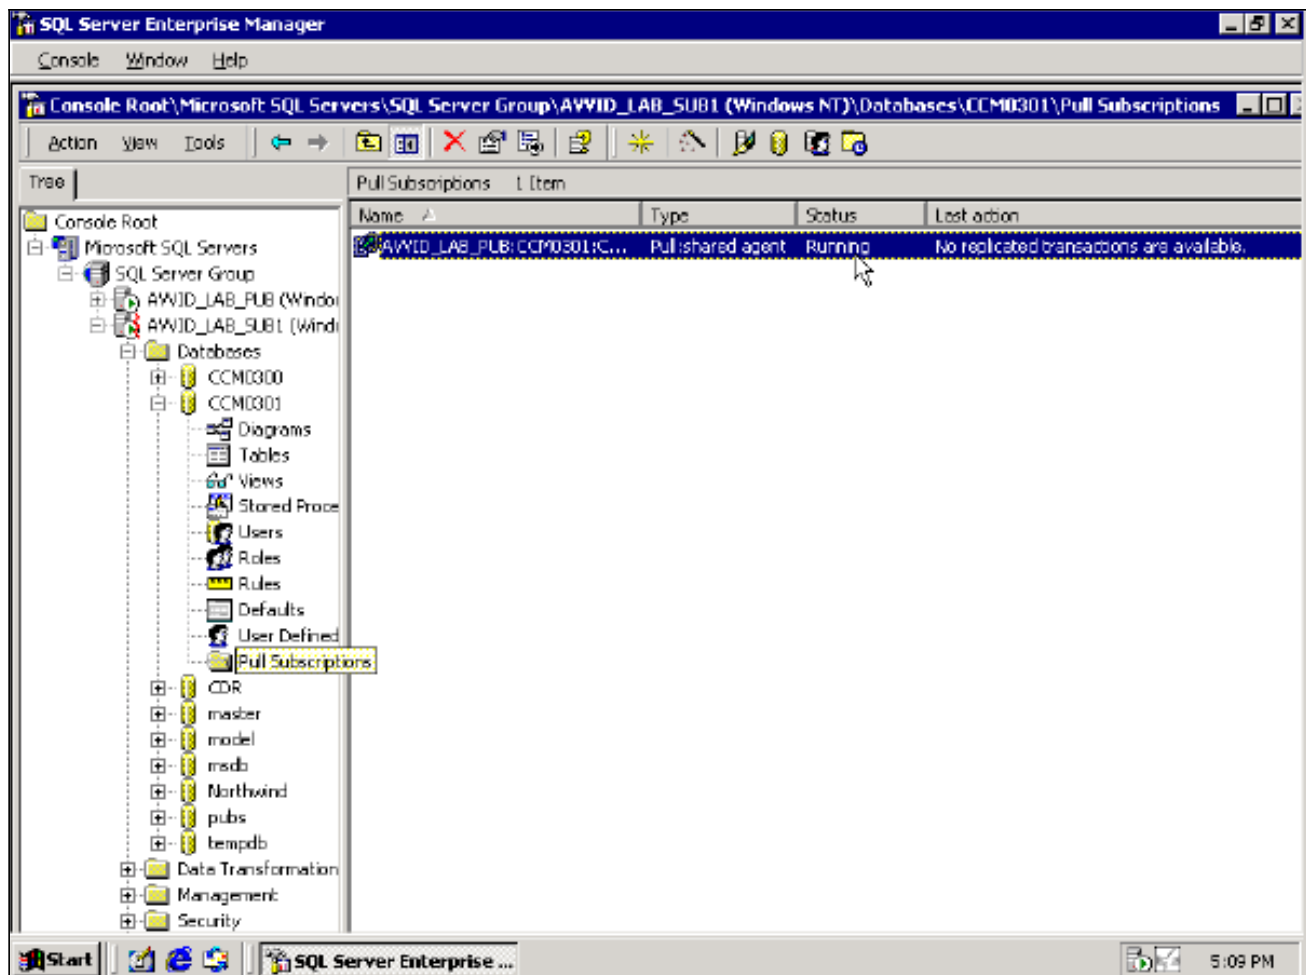 SQL Server Enterprise Manager
Console Window Help
Console Root\Microsoft SQL Servers\SQL Server Group\AVVID_LAB_SUB1 (Windows NT)\Databases\CCM0301\Pull Subscriptions
Action View Tools
Tree
Pull Subscriptions 1 Item
Name Type Status Last action
AVVID_LAB_PUB:CCM0301:C... Pull:shared agent Running No replicated transactions are available.
Console Root
Microsoft SQL Servers
SQL Server Group
AVVID_LAB_PUB (Window
AVVID_LAB_SUB1 (Wind
Databases
CCM0300
CCM0301
Diagrams
Tables
Views
Stored Proce
Users
Roles
Rules
Defaults
User Defined
Pull Subscriptions
CDR
master
model
msdb
Northwind
pubs
tempdb
Data Transformation
Management
Security
Start SQL Server Enterprise ... 5:09 PM